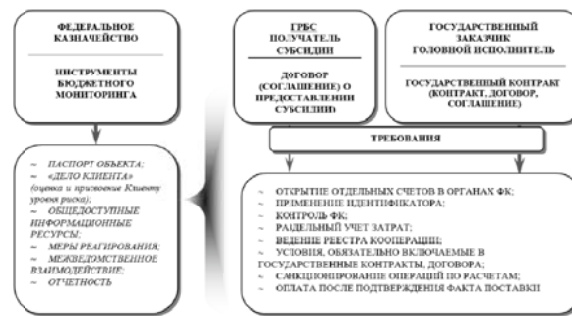 ФЕДЕРАЛЬНОЕ
КАЗНАЧЕЙСТВО
ИНСТРУМЕНТЫ
БЮДЖЕТНОГО
МОНИТОРИНГА
~ ПАСПОРТ ОБЪЕКТА;
~ «ДЕЛО КЛИЕНТА»
(оценка и присвоение Клиенту
уровня риска);
~ ОБЩЕДОСТУПНЫЕ
ИНФОРМАЦИОННЫЕ
РЕСУРСЫ;
~ МЕРЫ РЕАГИРОВАНИЯ;
~ МЕЖВЕДОМСТВЕННОЕ
ВЗАИМОДЕЙСТВИЕ;
~ ОТЧЕТНОСТЬ
ГРБС
ПОЛУЧАТЕЛЬ
СУБСИДИИ
ДОГОВОР
(СОГЛАШЕНИЕ) О
ПРЕДОСТАВЛЕНИИ
СУБСИДИИ)
ГОСУДАРСТВЕННЫЙ
ЗАКАЗЧИК
ГОЛОВНОЙ ИСПОЛНИТЕЛЬ
ГОСУДАРСТВЕННЫЙ КОНТРАКТ
(КОНТРАКТ, ДОГОВОР,
СОГЛАШЕНИЕ)
ТРЕБОВАНИЯ
~ ОТКРЫТИЕ ОТДЕЛЬНЫХ СЧЕТОВ В ОРГАНАХ ФК;
~ ПРИМЕНЕНИЕ ИДЕНТИФИКАТОРА;
~ КОНТРОЛЬ ФК;
~ РАЗДЕЛЬНЫЙ УЧЕТ ЗАТРАТ;
~ ВЕДЕНИЕ РЕЕСТРА КООПЕРАЦИИ;
~ УСЛОВИЯ, ОБЯЗАТЕЛЬНО ВКЛЮЧАЕМЫЕ В
ГОСУДАРСТВЕННЫЕ КОНТРАКТЫ, ДОГОВОРА;
~ САНКЦИОНИРОВАНИЕ ОПЕРАЦИЙ ПО РАСЧЕТАМ;
~ ОПЛАТА ПОСЛЕ ПОДТВЕРЖДЕНИЯ ФАКТА ПОСТАВКИ